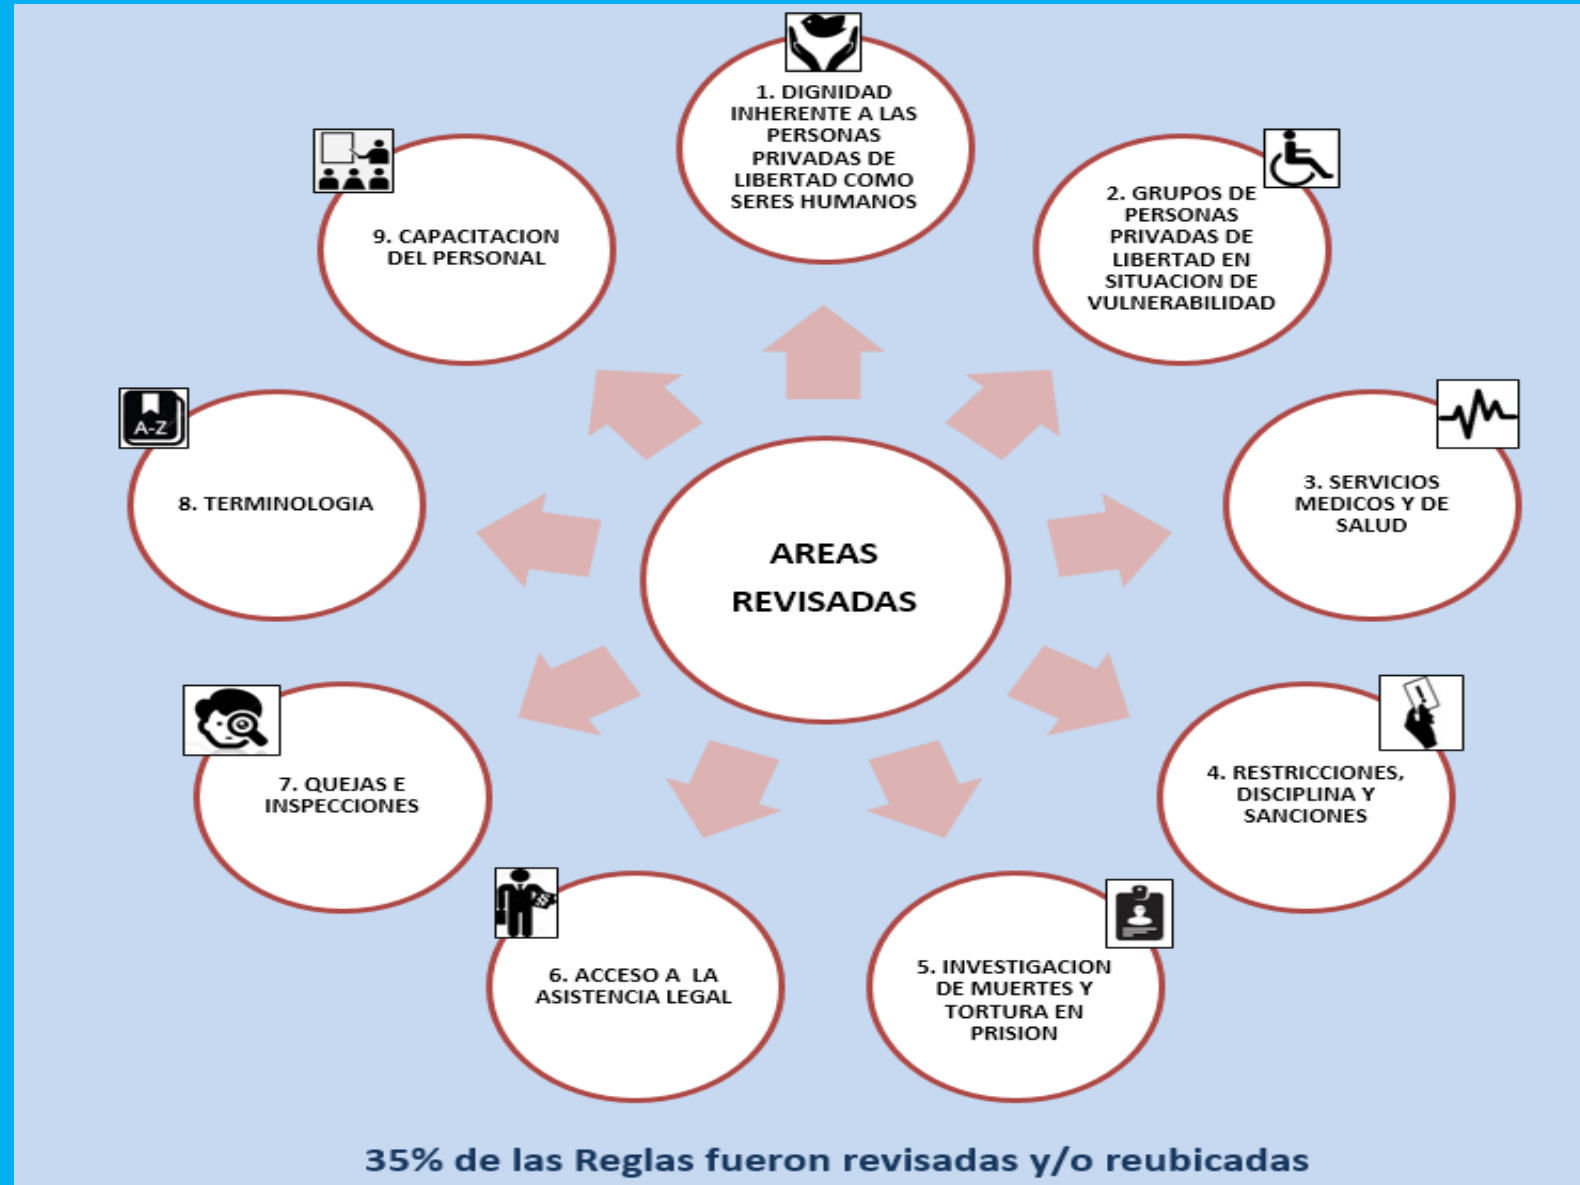 1. DIGNIDAD
INHERENTE A LAS
PERSONAS
PRIVADAS DE
LIBERTAD COMO
SERES HUMANOS
2. GRUPOS DE
PERSONAS
PRIVADAS DE
LIBERTAD EN
SITUACION DE
VULNERABILIDAD
3. SERVICIOS
MEDICOS Y DE
SALUD
4. RESTRICCIONES,
DISCIPLINA Y
SANCIONES
5. INVESTIGACION
DE MUERTES Y
TORTURA EN
PRISION
6. ACCESO A  LA
ASISTENCIA LEGAL
7. QUEJAS E
INSPECCIONES
A-Z
8. TERMINOLOGIA
9. CAPACITACION
DEL PERSONAL
AREAS
REVISADAS
35% de las Reglas fueron revisadas y/o reubicadas